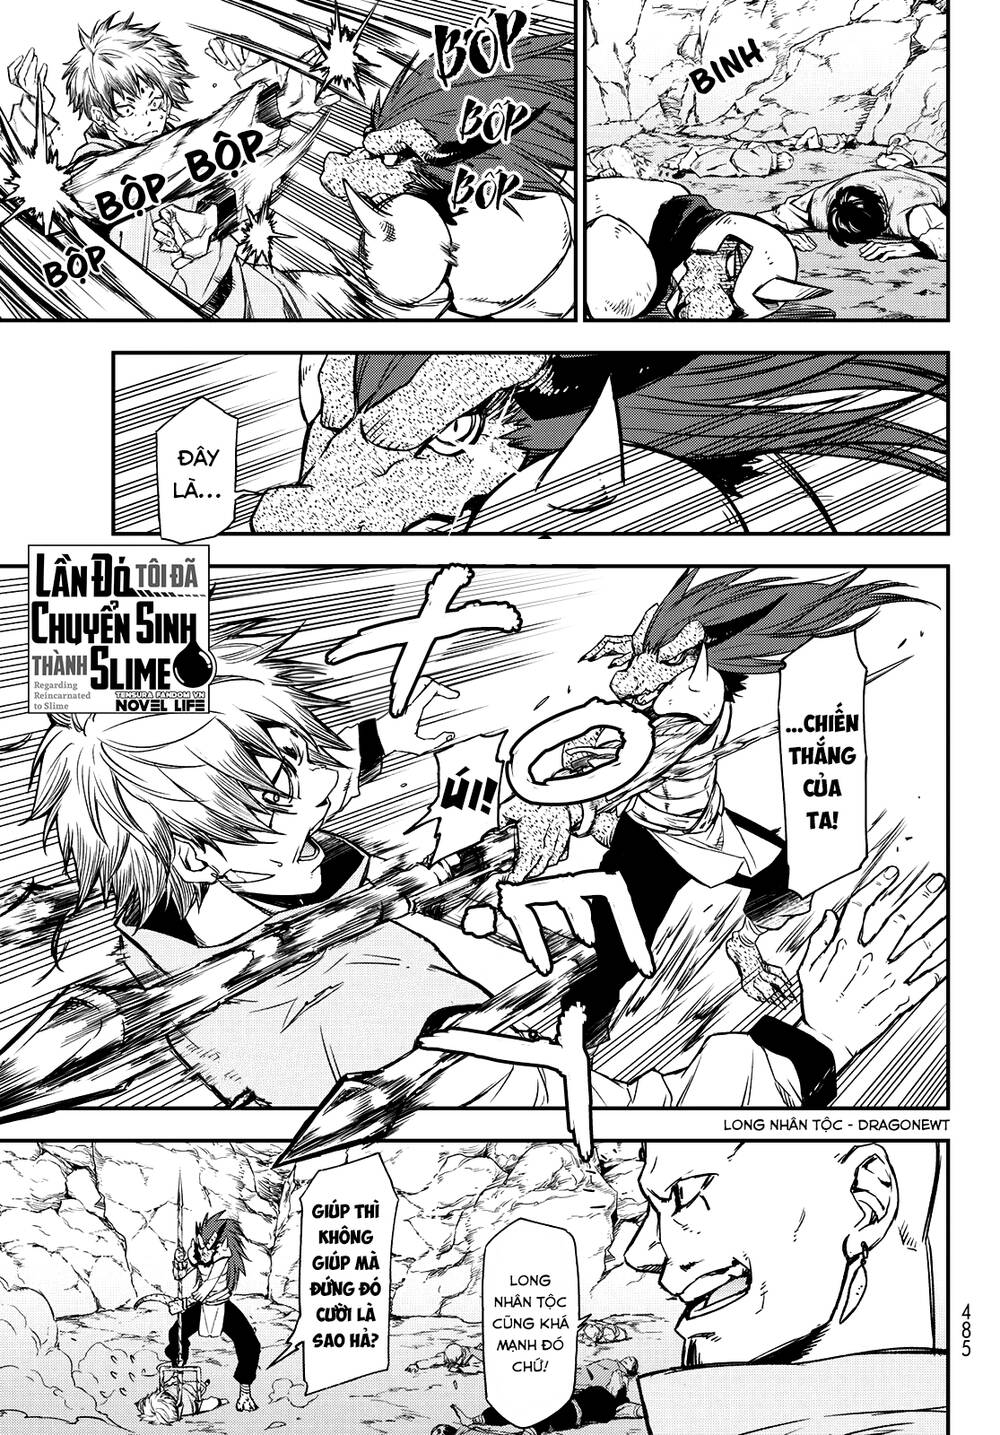 BINH
BỐP
BỐP
BỐP
BỘP
BỘP
BỘP
ĐÂY
LÀ...
LẦN ĐÓ TÔI ĐÃ
CHUYỂN SINH
THÀNH SLIME
Regarding
Reincarnated
to Slime
TENSURA FANDOM VN
NOVEL LIFE
...CHIẾN
THẮNG
CỦA
TA!
ÚI!
LONG NHÂN TỘC - DRAGONEWT
LONG
NHÂN TỘC
CŨNG KHÁ
MẠNH ĐÓ
CHỨ!
GIÚP THÌ
KHÔNG
GIÚP MÀ
ĐỨNG ĐÓ
CƯỜI LÀ
SAO HẢ?
485